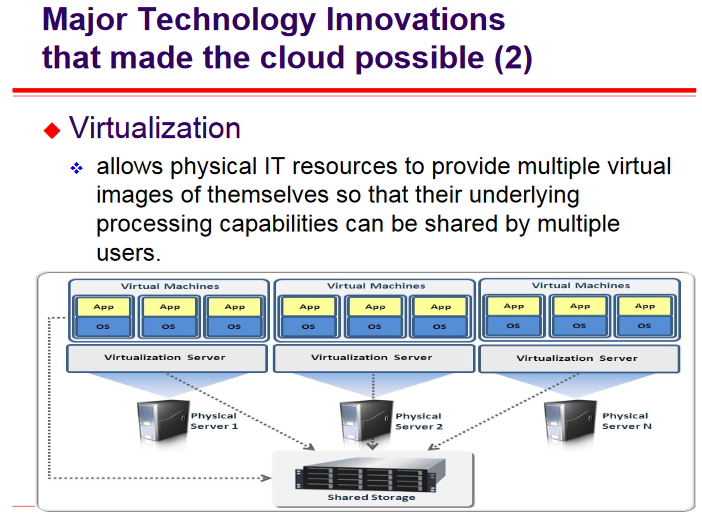 Major Technology Innovations
that made the cloud possible (2)
Virtualization
allows physical IT resources to provide multiple virtual
images of themselves so that their underlying
processing capabilities can be shared by multiple
users.
Virtual Machines Virtual Machines Virtual Machines
App App App App App App App App App
OS OS OS OS OS OS OS OS OS
Virtualization Server Virtualization Server Virtualization Server
Physical
Server 1
Physical
Server 2
Physical
Server N
Shared Storage